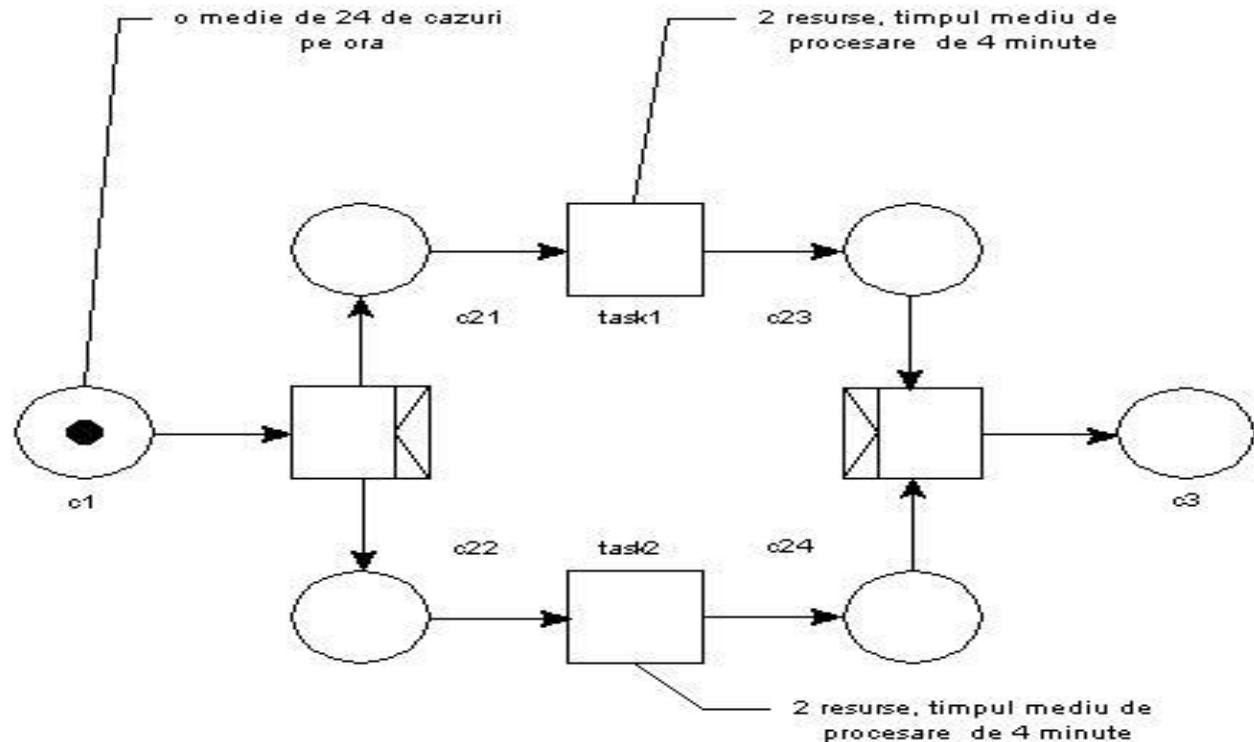 o medie de 24 de cazuri
pe ora
2 resurse, timpul mediu de
procesare de 4 minute
c21
task1
c23
c1
c3
c22
task2
c24
2 resurse, timpul mediu de
procesare de 4 minute